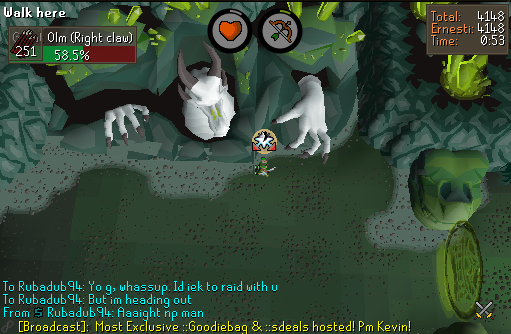 Walk here
Olm (Right claw)
251
58.5%
Total: 4148
Ernesti: 4148
Time: 0:53
To Rubadub94: Yo g, whassup. Id iek to raid with u
To Rubadub94: But im heading out
From S Rubadub94: Aaaight np man
[Broadcast]: Most Exclusive ::Goodiebag & ::sdeals hosted! Pm Kevin!